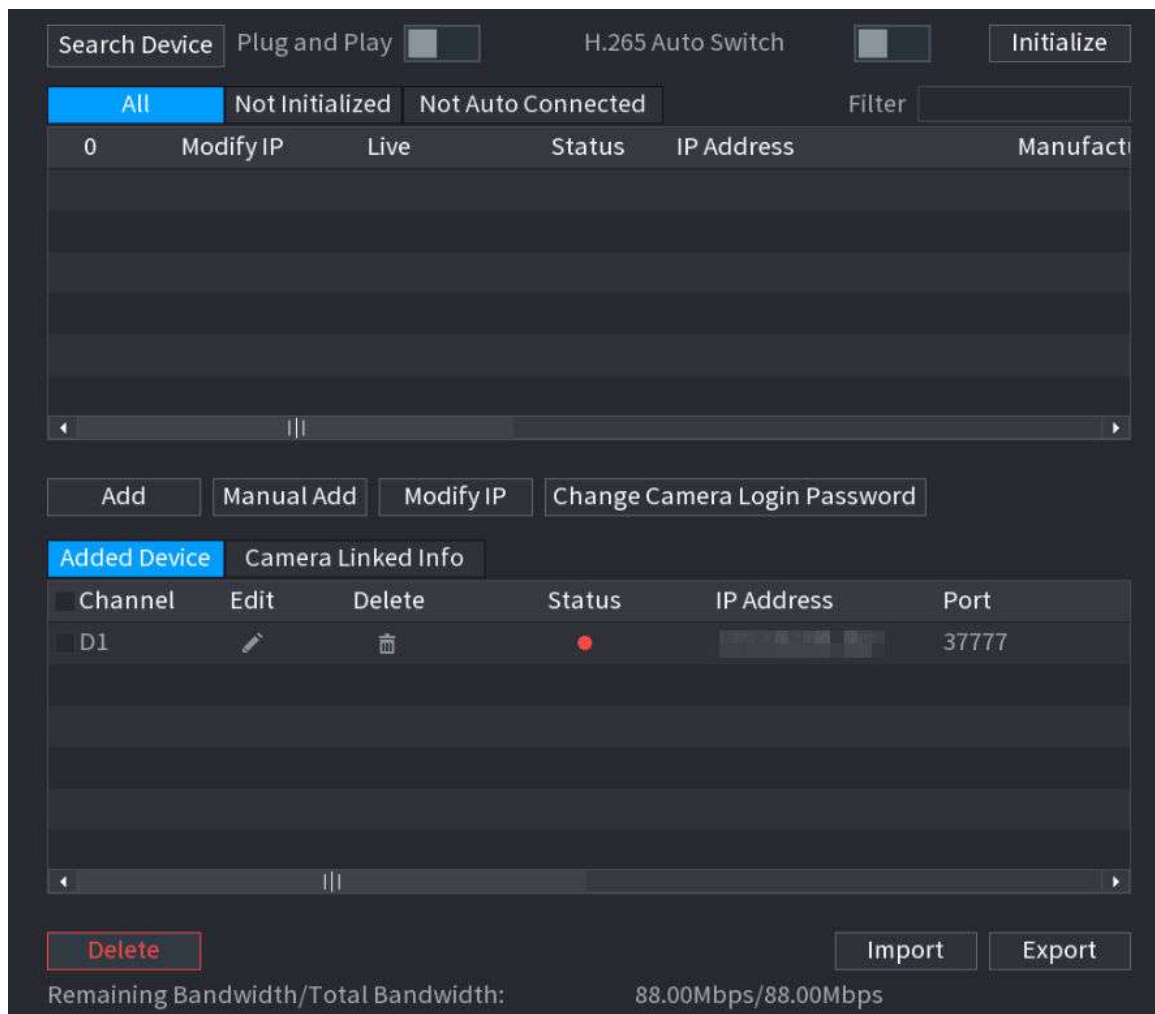 Search Device Plug and Play H.265 Auto Switch Initialize
All Not Initialized Not Auto Connected Filter
0 Modify IP Live Status IP Address Manufact
Add Manual Add Modify IP Change Camera Login Password
Added Device Camera Linked Info
Channel Edit Delete Status IP Address Port
D1 37777
Delete Import Export
Remaining Bandwidth/Total Bandwidth: 88.00Mbps/88.00Mbps